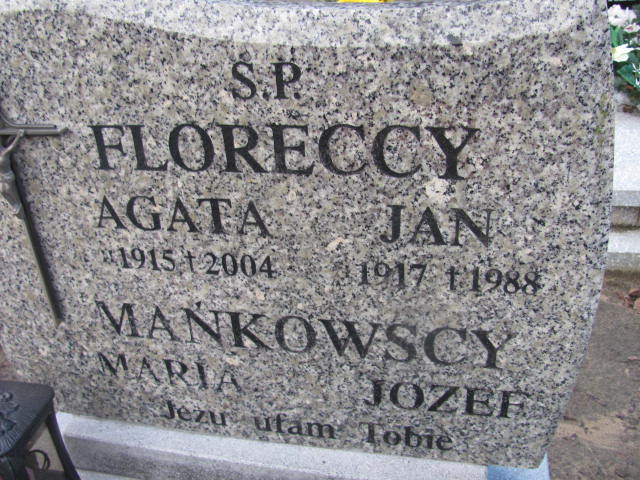 Ś.P.
FLORECCY
AGATA JAN
*1915 †2004 1917 †1988
MAŃKOWSCY
MARIA JÓZEF
Jezu ufam Tobie